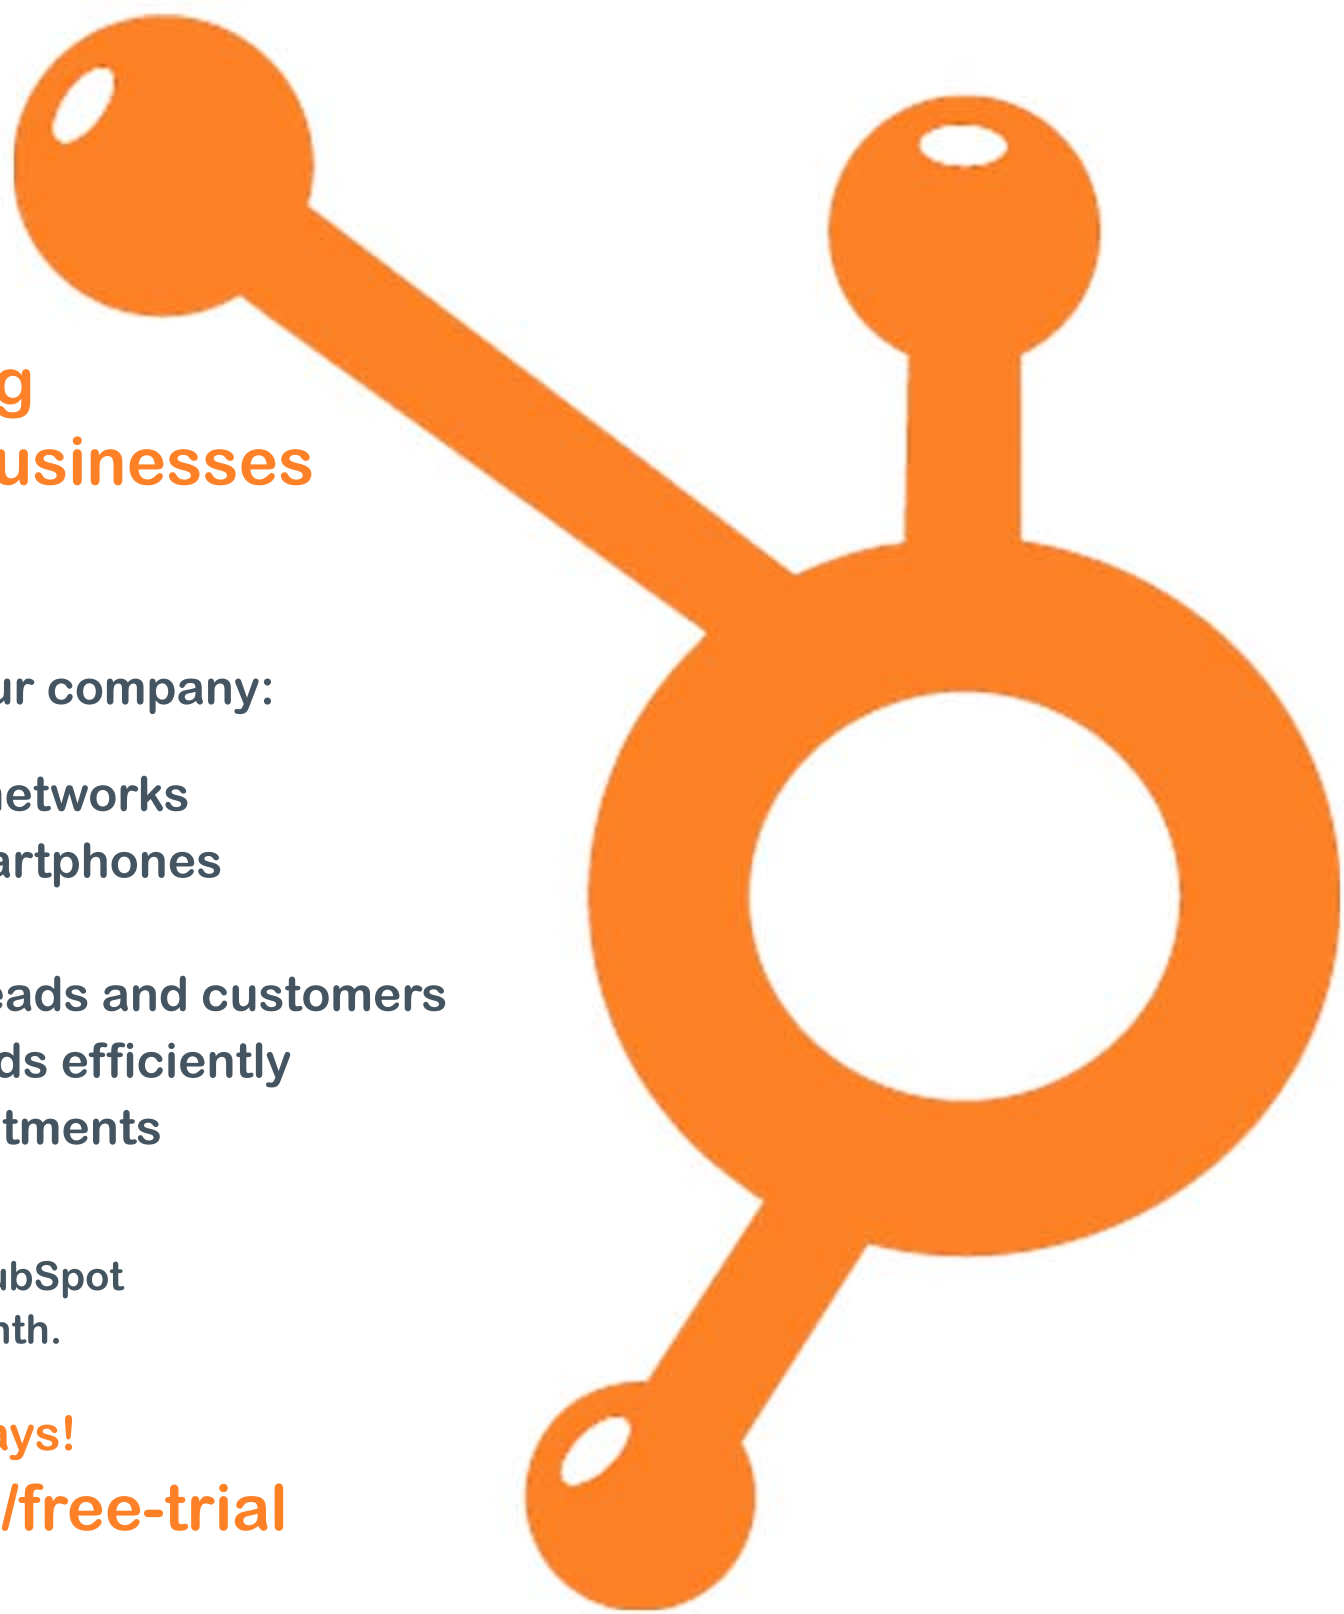 g
usinesses
ur company:
networks
artphones
eads and customers
ds efficiently
tments
ubSpot
nth.
ays!
/free-trial